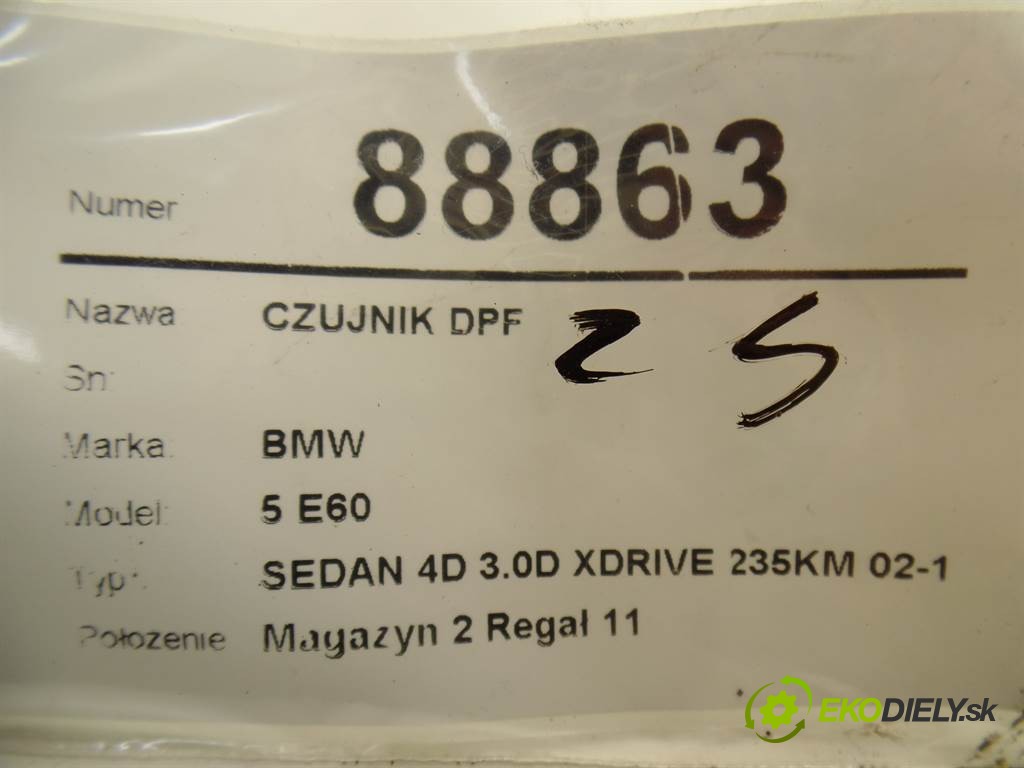 Numer 88863
Nazwa CZUJNIK DPF 25
Sn:
Marka: BMW
Model: 5 E60
Typ: SEDAN 4D 3.0D XDRIVE 235KM 02-1
Położenie Magazyn 2 Regał 11
EKODIELY.sk